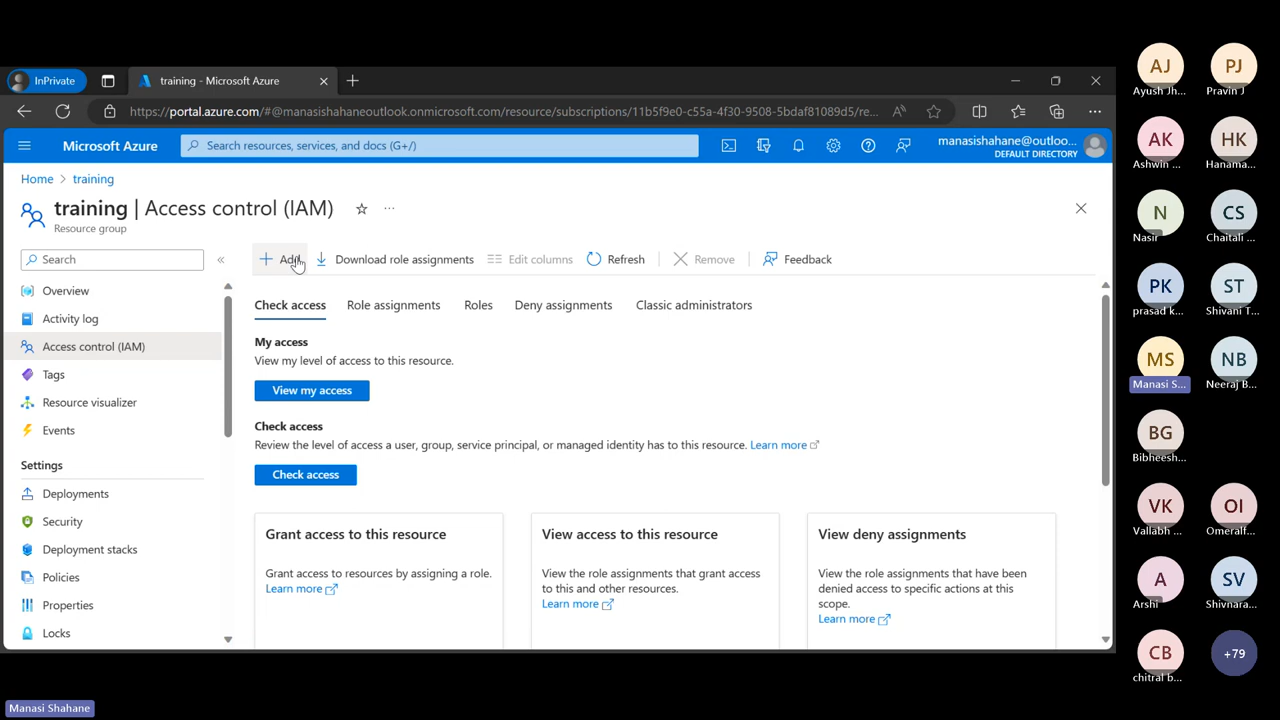 InPrivate
training - Microsoft Azure
https://portal.azure.com/#@manasishahaneoutlook.onmicrosoft.com/resource/subscriptions/11b5f9e0-c55a-4f30-9508-5bdaf81089d5/re...
Microsoft Azure
Search resources, services, and docs (G+/)
manasishahane@outloo...
DEFAULT DIRECTORY
Home > training
training | Access control (IAM)
Resource group
Search
Overview
Activity log
Access control (IAM)
Tags
Resource visualizer
Events
Settings
Deployments
Security
Deployment stacks
Policies
Properties
Locks
Add
Download role assignments
Edit columns
Refresh
Remove
Feedback
Check access
Role assignments
Roles
Deny assignments
Classic administrators
My access
View my level of access to this resource.
View my access
Check access
Review the level of access a user, group, service principal, or managed identity has to this resource. Learn more
Check access
Grant access to this resource
Grant access to resources by assigning a role.
Learn more
View access to this resource
View the role assignments that grant access
to this and other resources.
Learn more
View deny assignments
View the role assignments that have been
denied access to specific actions at this
scope.
Learn more
AJ
Ayush Jh...
PJ
Pravin J
AK
Ashwin ...
HK
Hanama...
N
Nasir
CS
Chaitali ...
PK
prasad k...
ST
Shivani T...
MS
Manasi S...
NB
Neeraj B...
BG
Bibheesh...
VK
Vallabh ...
OI
Omeralf...
A
Arshi
SV
Shivnara...
CB
chitral b...
+79
Manasi Shahane